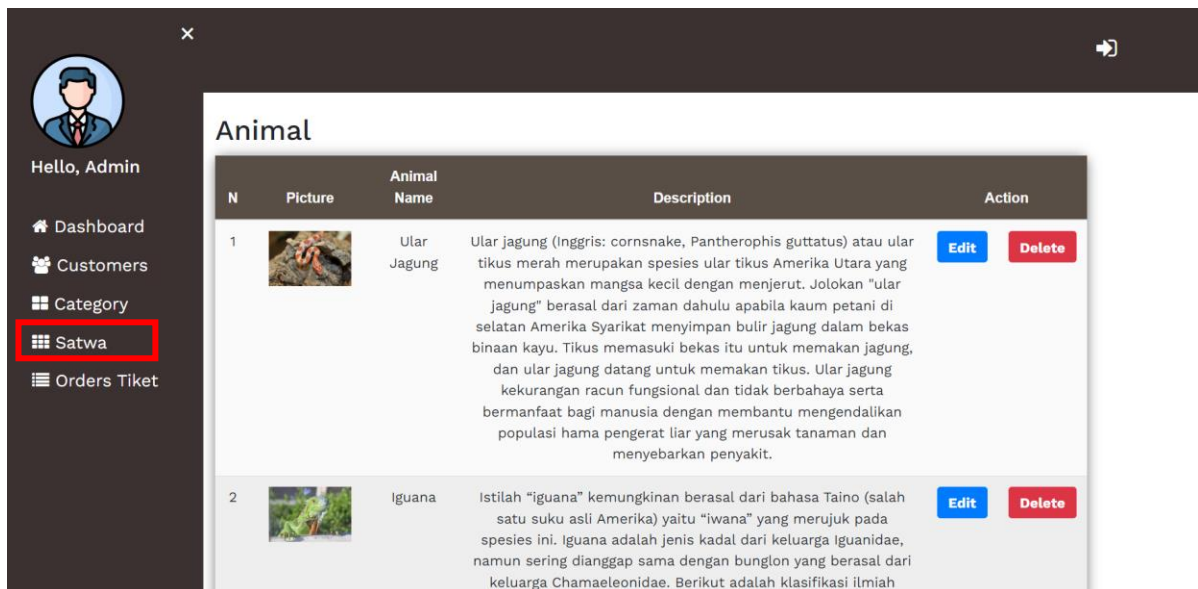 ×
Hello, Admin
Dashboard
Customers
Category
Satwa
Orders Tiket
Animal
N Picture Animal Name Description Action
1
Ular
Jagung
Ular jagung (Inggris: cornsnake, Pantherophis guttatus) atau ular
tikus merah merupakan spesies ular tikus Amerika Utara yang
menumpaskan mangsa kecil dengan menjerut. Jolokan "ular
jagung" berasal dari zaman dahulu apabila kaum petani di
selatan Amerika Syarikat menyimpan bulir jagung dalam bekas
binaan kayu. Tikus memasuki bekas itu untuk memakan jagung,
dan ular jagung datang untuk memakan tikus. Ular jagung
kekurangan racun fungsional dan tidak berbahaya serta
bermanfaat bagi manusia dengan membantu mengendalikan
populasi hama pengerat liar yang merusak tanaman dan
menyebarkan penyakit.
Edit Delete
2
Iguana
Istilah “iguana” kemungkinan berasal dari bahasa Taino (salah
satu suku asli Amerika) yaitu “iwana” yang merujuk pada
spesies ini. Iguana adalah jenis kadal dari keluarga Iguanidae,
namun sering dianggap sama dengan bunglon yang berasal dari
keluarga Chamaeleonidae. Berikut adalah klasifikasi ilmiah
Edit Delete